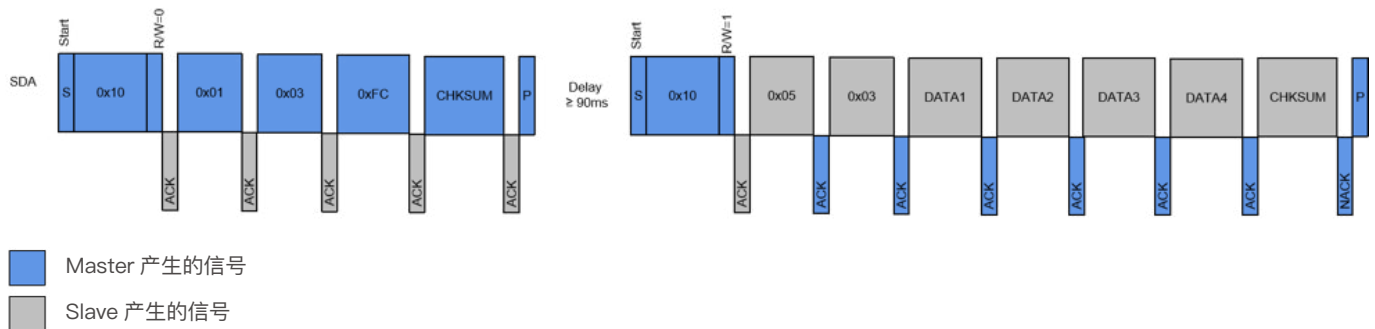 Start
R/W=0
SDA
S 0x10 0x01 0x03 0xFC CHKSUM P
ACK ACK ACK ACK ACK
Delay
≥ 90ms
Start
R/W=1
S 0x10 0x05 0x03 DATA1 DATA2 DATA3 DATA4 CHKSUM P
ACK ACK ACK ACK ACK ACK ACK NACK
Master 产生的信号
Slave 产生的信号